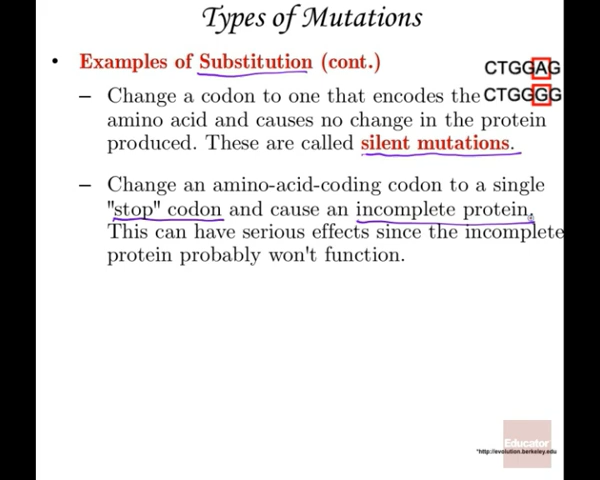 Types of Mutations
• Examples of Substitution (cont.)
CTGGAG
– Change a codon to one that encodes the
CTGGGG
amino acid and causes no change in the protein
produced. These are called silent mutations.
– Change an amino-acid-coding codon to a single
"stop" codon and cause an incomplete protein.
This can have serious effects since the incomplete
protein probably won't function.
Educator
*http://evolution.berkeley.edu